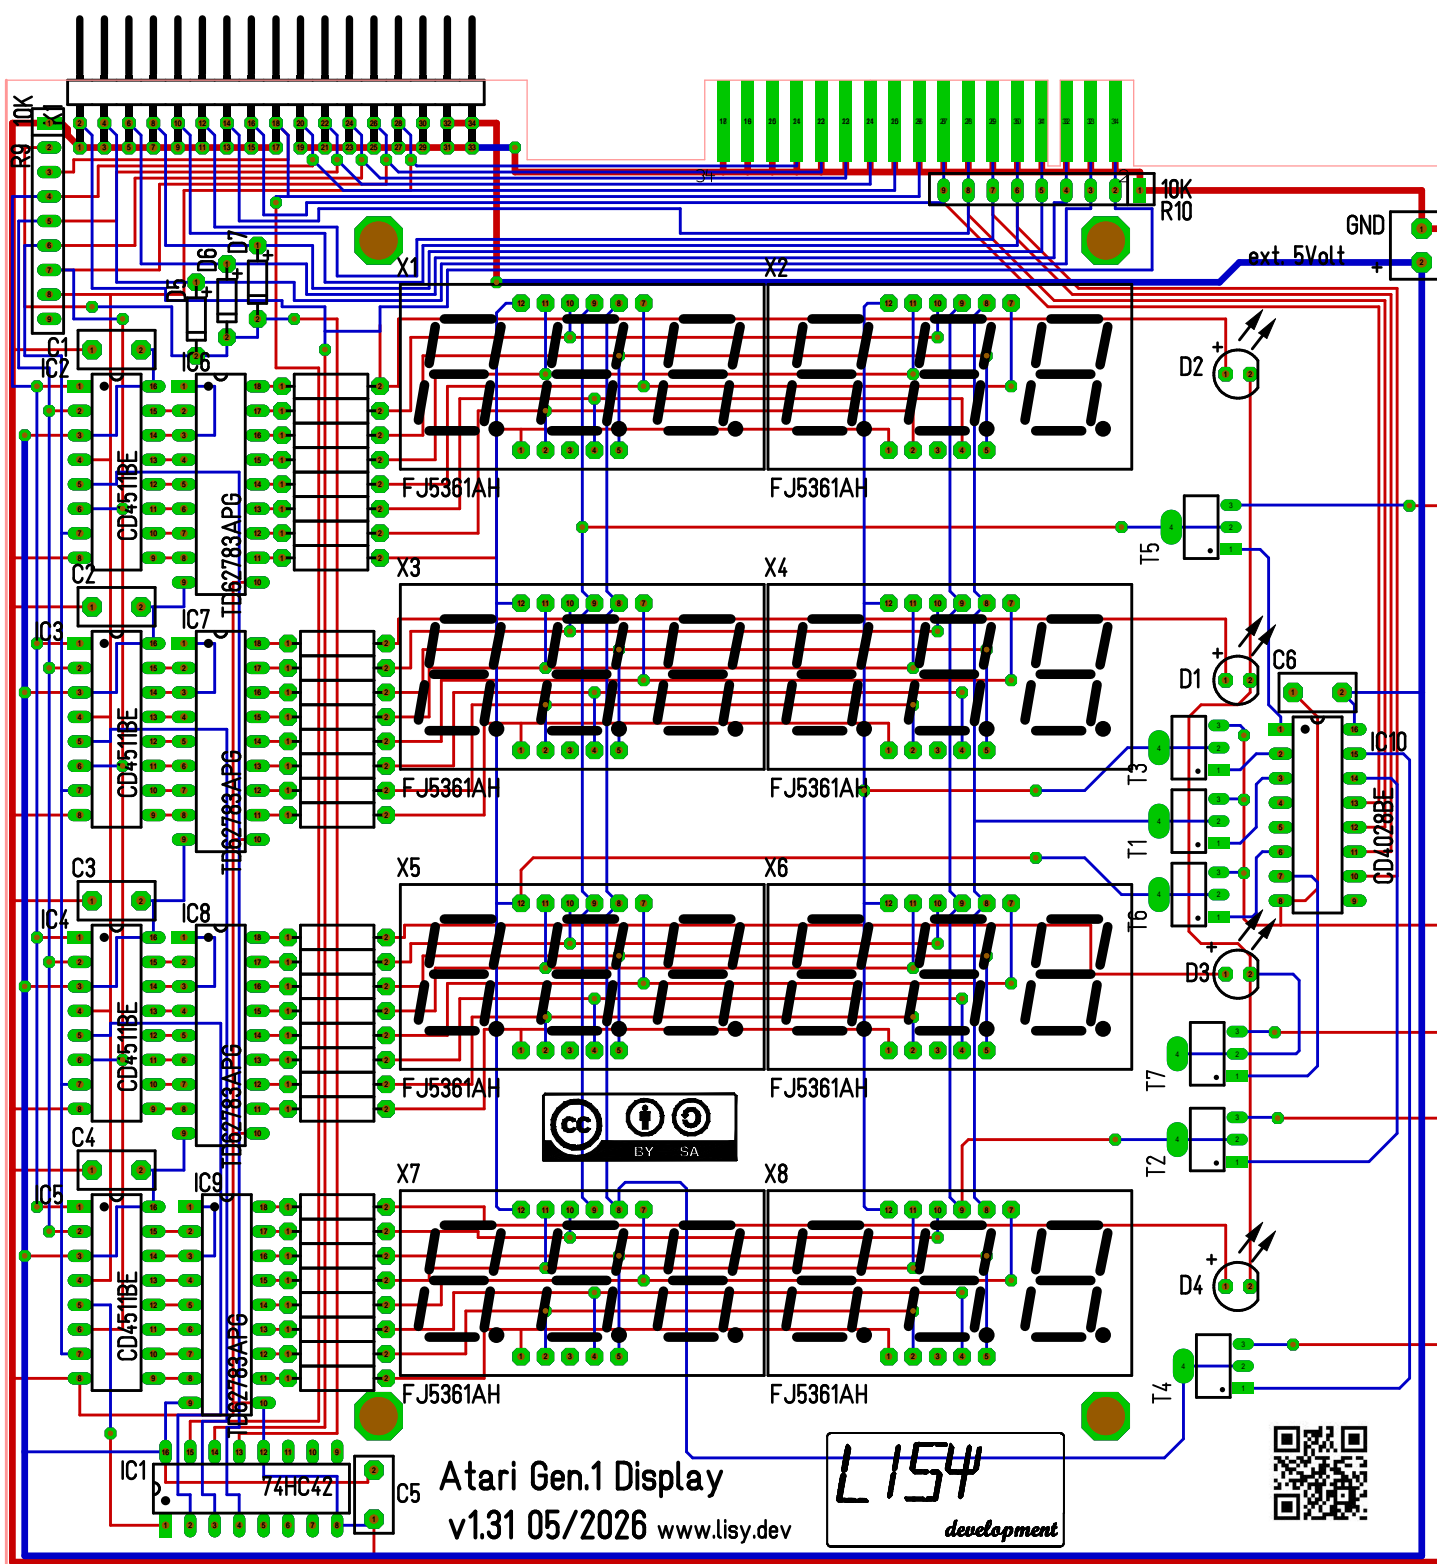 10K
K1
R9
34
2
10K
R10
GND
ext. 5Volt
+
D7
D6
D5
X1
X2
C1
IC2
IC6
D2
CD4511BE
TD62783APG
FJ5361AH
FJ5361AH
T5
C2
IC3
IC7
X3
X4
D1
C6
IC10
T3
CD4511BE
TD62783APG
FJ5361AH
FJ5361AH
T1
CD4028BE
C3
IC4
IC8
X5
X6
T6
D3
CD4511BE
TD62783APG
FJ5361AH
FJ5361AH
T7
cc
BY SA
C4
IC5
IC9
X7
X8
T2
D4
CD4511BE
TD62783APG
FJ5361AH
FJ5361AH
T4
IC1
74HC42
C5
Atari Gen.1 Display
v1.31 05/2026 www.lisy.dev
LISY
development